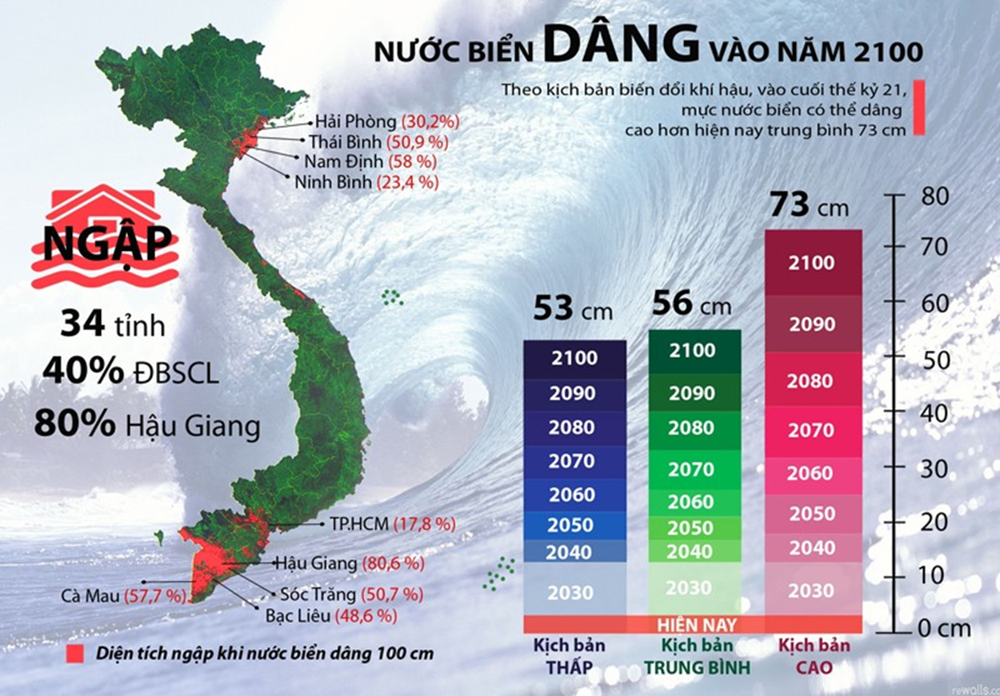 NƯỚC BIỂN DÂNG VÀO NĂM 2100
Theo kịch bản biến đổi khí hậu, vào cuối thế kỷ 21,
mực nước biển có thể dâng
cao hơn hiện nay trung bình 73 cm
Hải Phòng (30,2%)
Thái Bình (50,9 %)
Nam Định (58 %)
Ninh Bình (23,4 %)
NGẬP
34 tỉnh
40% ĐBSCL
80% Hậu Giang
TP.HCM (17,8 %)
Hậu Giang (80,6 %)
Sóc Trăng (50,7 %)
Bạc Liêu (48,6 %)
Cà Mau (57,7 %)
Diện tích ngập khi nước biển dâng 100 cm
53 cm
2100
2090
2080
2070
2060
2050
2040
2030
Kịch bản
THẤP
56 cm
2100
2090
2080
2070
2060
2050
2040
2030
HIỆN NAY
Kịch bản
TRUNG BÌNH
73 cm
2100
2090
2080
2070
2060
2050
2040
2030
Kịch bản
CAO
80
70
60
50
40
30
20
10
0 cm